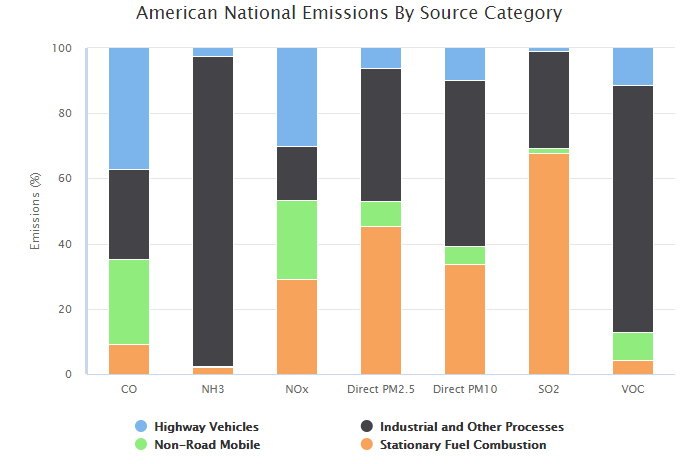 American National Emissions By Source Category
100
80
60
40
20
0
Emissions (%)
CO NH3 NOx Direct PM2.5 Direct PM10 SO2 VOC
Highway Vehicles Industrial and Other Processes
Non-Road Mobile Stationary Fuel Combustion